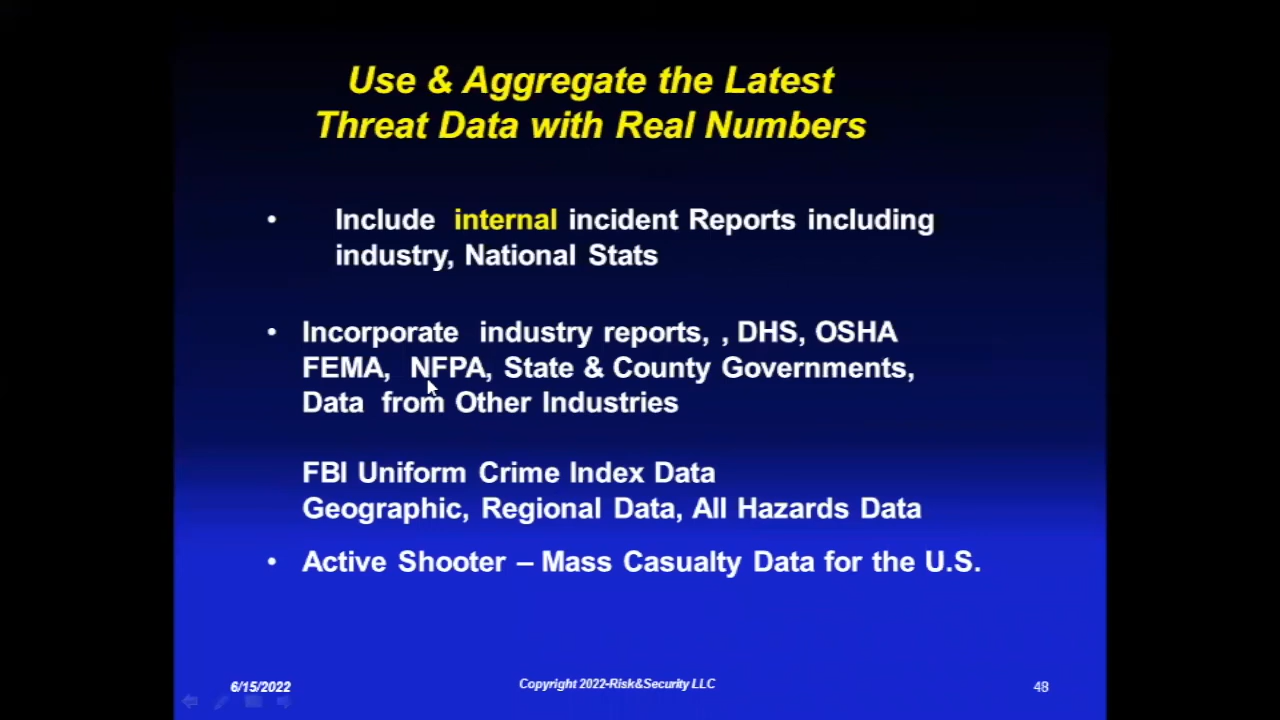 Use & Aggregate the Latest
Threat Data with Real Numbers
• Include internal incident Reports including
industry, National Stats
• Incorporate industry reports, , DHS, OSHA
FEMA, NFPA, State & County Governments,
Data from Other Industries
FBI Uniform Crime Index Data
Geographic, Regional Data, All Hazards Data
• Active Shooter – Mass Casualty Data for the U.S.
6/15/2022
Copyright 2022-Risk&Security LLC
48